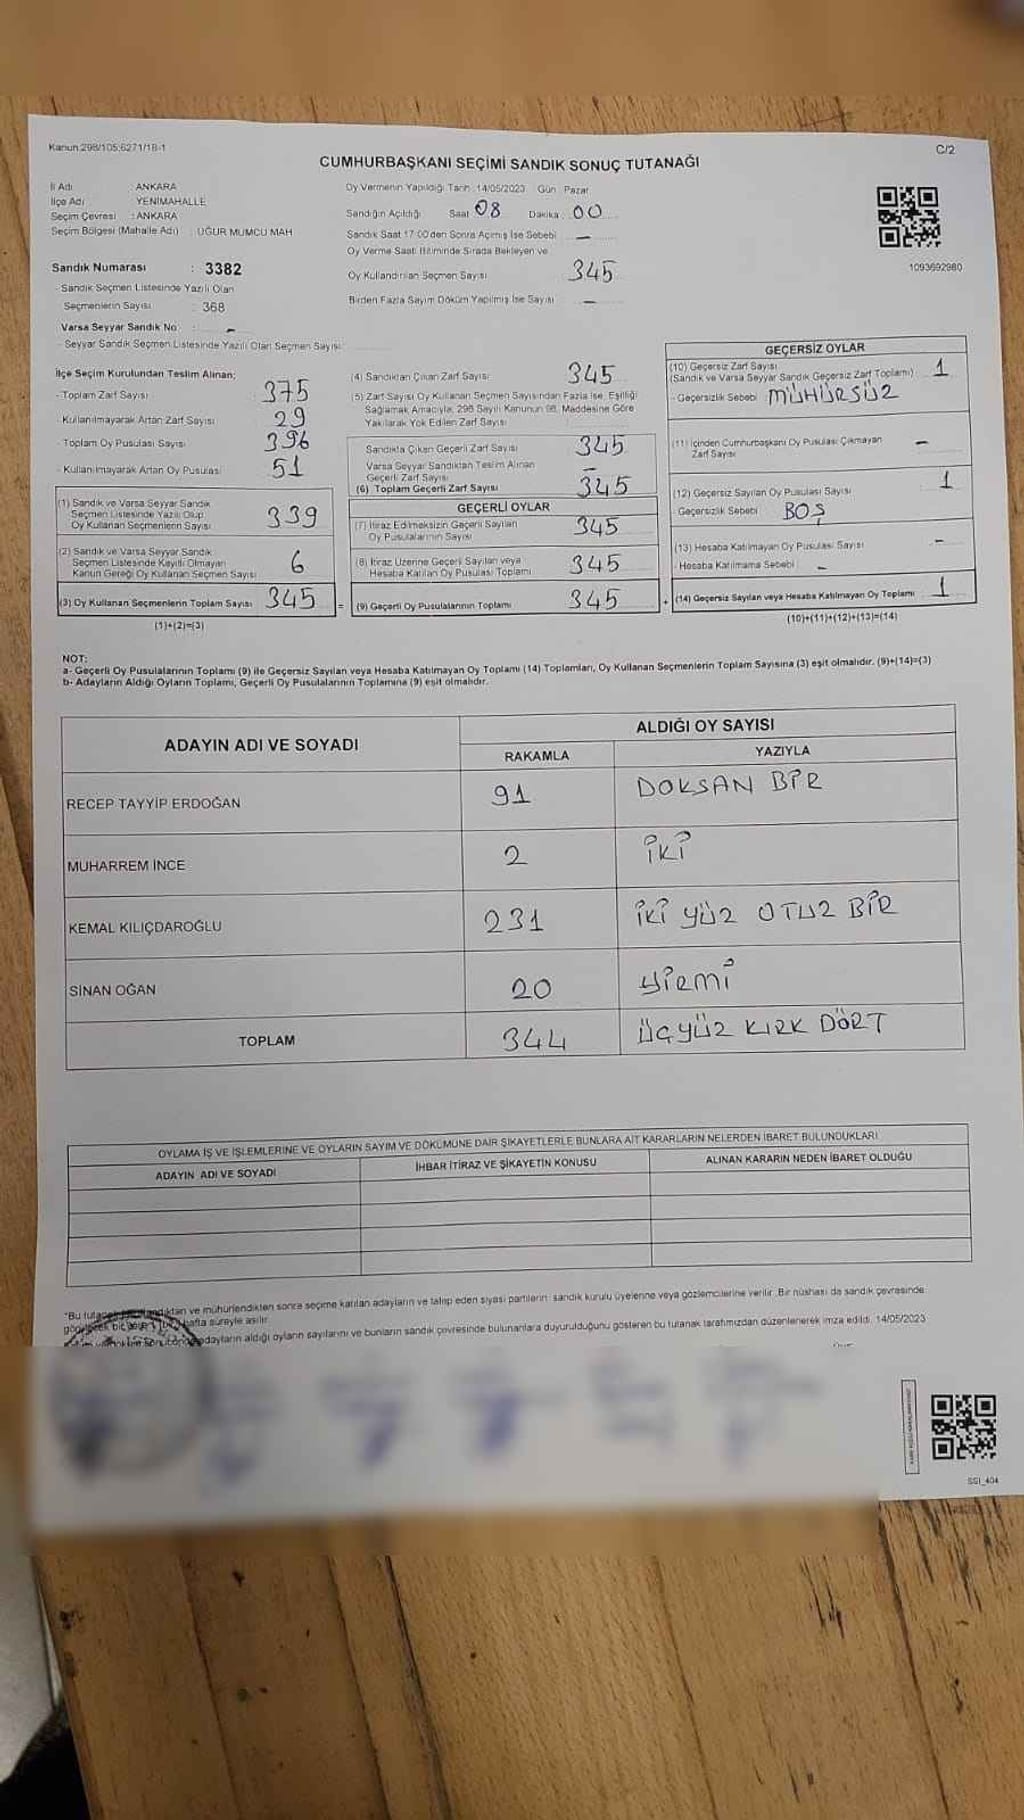 Kanun:298/105;6271/18-1
C/2
CUMHURBAŞKANI SEÇİMİ SANDIK SONUÇ TUTANAĞI
İl Adı : ANKARA
İlçe Adı : YENİMAHALLE
Seçim Çevresi : ANKARA
Seçim Bölgesi (Mahalle Adı) : UĞUR MUMCU MAH
Sandık Numarası : 3382
- Sandık Seçmen Listesinde Yazılı Olan
Seçmenlerin Sayısı : 368
Varsa Seyyar Sandık No : -
- Seyyar Sandık Seçmen Listesinde Yazılı Olan Seçmen Sayısı:
Oy Vermenin Yapıldığı Tarih : 14/05/2023 Gün : Pazar
Sandığın Açıldığı Saat 08 Dakika : 00
Sandık Saat 17:00'den Sonra Açılmış İse Sebebi -
Oy Verme Saati Bitiminde Sırada Bekleyen ve
Oy Kullandırılan Seçmen Sayısı 345
Birden Fazla Sayım Döküm Yapılmış İse Sayısı -
1093692980
İlçe Seçim Kurulundan Teslim Alınan;
- Toplam Zarf Sayısı 375
- Kullanılmayarak Artan Zarf Sayısı 29
- Toplam Oy Pusulası Sayısı 396
- Kullanılmayarak Artan Oy Pusulası 51
(1) Sandık ve Varsa Seyyar Sandık
Seçmen Listesinde Yazılı Olup
Oy Kullanan Seçmenlerin Sayısı 339
(2) Sandık ve Varsa Seyyar Sandık
Seçmen Listesinde Kayıtlı Olmayan
Kanun Gereği Oy Kullanan Seçmen Sayısı 6
(3) Oy Kullanan Seçmenlerin Toplam Sayısı 345 =
(1)+(2)=(3)
(4) Sandıktan Çıkan Zarf Sayısı 345
(5) Zarf Sayısı Oy Kullanan Seçmen Sayısından Fazla İse, Eşitliği
Sağlamak Amacıyla, 298 Sayılı Kanunun 98. Maddesine Göre
Yakılarak Yok Edilen Zarf Sayısı
Sandıkta Çıkan Geçerli Zarf Sayısı 345
Varsa Seyyar Sandıktan Teslim Alınan
Geçerli Zarf Sayısı -
(6) Toplam Geçerli Zarf Sayısı 345
GEÇERLİ OYLAR
(7) İtiraz Edilmeksizin Geçerli Sayılan
Oy Pusulalarının Sayısı 345
(8) İtiraz Üzerine Geçerli Sayılan veya
Hesaba Katılan Oy Pusulası Toplamı 345
(9) Geçerli Oy Pusulalarının Toplamı 345 +
GEÇERSİZ OYLAR
(10) Geçersiz Zarf Sayısı
(Sandık ve Varsa Seyyar Sandık Geçersiz Zarf Toplamı) 1
- Geçersizlik Sebebi MÜHÜRSÜZ
(11) İçinden Cumhurbaşkanı Oy Pusulası Çıkmayan
Zarf Sayısı -
(12) Geçersiz Sayılan Oy Pusulası Sayısı 1
- Geçersizlik Sebebi BOŞ
(13) Hesaba Katılmayan Oy Pusulası Sayısı -
- Hesaba Katılmama Sebebi -
(14) Geçersiz Sayılan veya Hesaba Katılmayan Oy Toplamı 1
(10)+(11)+(12)+(13)=(14)
NOT:
a- Geçerli Oy Pusulalarının Toplamı (9) ile Geçersiz Sayılan veya Hesaba Katılmayan Oy Toplamı (14) Toplamları, Oy Kullanan Seçmenlerin Toplam Sayısına (3) eşit olmalıdır. (9)+(14)=(3)
b- Adayların Aldığı Oyların Toplamı, Geçerli Oy Pusulalarının Toplamına (9) eşit olmalıdır.
ADAYIN ADI VE SOYADI
ALDIĞI OY SAYISI
RAKAMLA YAZIYLA
RECEP TAYYİP ERDOĞAN 91 DOKSAN BİR
MUHARREM İNCE 2 İKİ
KEMAL KILIÇDAROĞLU 231 İKİ YÜZ OTUZ BİR
SİNAN OĞAN 20 YİRMİ
TOPLAM 344 ÜÇYÜZ KIRK DÖRT
OYLAMA İŞ VE İŞLEMLERİNE VE OYLARIN SAYIM VE DÖKÜMÜNE DAİR ŞİKAYETLERLE BUNLARA AİT KARARLARIN NELERDEN İBARET BULUNDUKLARI
ADAYIN ADI VE SOYADI İHBAR İTİRAZ VE ŞİKAYETİN KONUSU ALINAN KARARIN NEDEN İBARET OLDUĞU
*Bu ve mühürlendikten sonra seçime katılan adayların ve talep eden siyasi partilerin sandık kurulu üyelerine veya gözlemcilerine verilir. Bir nüshası da sandık çevresinde
hafta süreyle asılır.
adayların aldığı oyların sayılarını ve bunların sandık çevresinde bulunanlara duyurulduğunu gösteren bu tutanak tarafımızdan düzenlenerek imza edildi. 14/05/2023
SSI_404